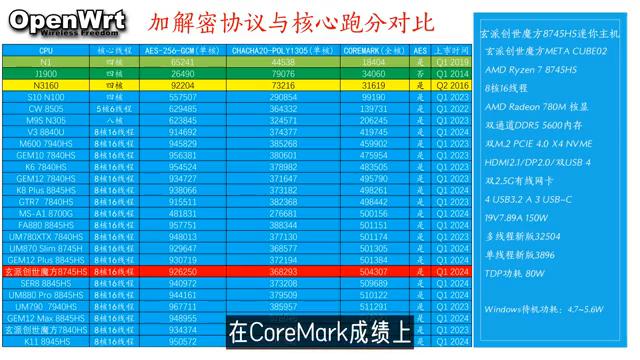 OpenWrt
Wireless Freedom
加解密协议与核心跑分对比
CPU 核心线程 AES-256-GCM(单核) CHACHA20-POLY1305(单核) COREMARK(全核) AES 上市时间
N1 四核 65241 44538 18404 是 Q1 2019
J1900 四核 26490 79076 34060 否 Q1 2014
N3160 四核 92204 73216 31619 是 Q2 2016
S10 N100 四核 557507 290854 99190 是 Q1 2023
CW 8505 5核6线程 629485 364332 139731 是 Q1 2022
M9S N305 八核 623845 324571 206245 是 Q1 2023
V3 8840U 8核16线程 914692 374377 419745 是 Q1 2024
M600 7940HS 8核16线程 945829 385268 459902 是 Q1 2023
GEM10 7840HS 8核16线程 956381 380601 475954 是 Q1 2023
K6 7840HS 8核16线程 954524 378982 483505 是 Q1 2023
GEM12 7840HS 8核16线程 934727 371647 495790 是 Q1 2023
K8 Plus 8845HS 8核16线程 938066 373182 498261 是 Q1 2024
GTR7 7840HS 8核16线程 915511 382368 498442 是 Q1 2023
MS-A1 8700G 8核16线程 481831 276681 500156 是 Q1 2024
FA880 8845HS 8核16线程 957751 388344 501151 是 Q1 2024
UM780XTX 7840HS 8核16线程 948013 377130 501174 是 Q1 2023
UM870 Slim 8745H 8核16线程 929647 368577 501305 是 Q1 2024
GEM12 Plus 8845HS 8核16线程 930719 372194 501384 是 Q1 2024
玄派创世魔方8745HS 8核16线程 926250 368293 504307 是 Q1 2024
SER8 8845HS 8核16线程 940972 373208 509689 是 Q1 2024
UM880 Pro 8845HS 8核16线程 944161 379509 510122 是 Q1 2024
UM790 7940HS 8核16线程 967711 385957 511291 是 Q1 2023
GEM12 Max 8845HS 8核16线程 948955 是 Q1 2024
玄派创世魔方7840HS 8核16线程 934374 是 Q1 2023
K11 8945HS 8核16线程 950572 是 Q1 2024
玄派创世魔方8745HS迷你主机
玄派创世魔方META CUBE02
AMD Ryzen 7 8745HS
8核16线程
AMD Radeon 780M 核显
双通道DDR5 5600内存
双M.2 PCIE 4.0 X4 NVME
HDMI2.1/DP2.0/双USB 4
双2.5G有线网卡
4 USB3.2 A 3 USB-C
19V7.89A 150W
多线程新版32504
单线程新版3896
TDP功耗 80W
Windows待机功耗：4.7~5.6W
在CoreMark成绩上